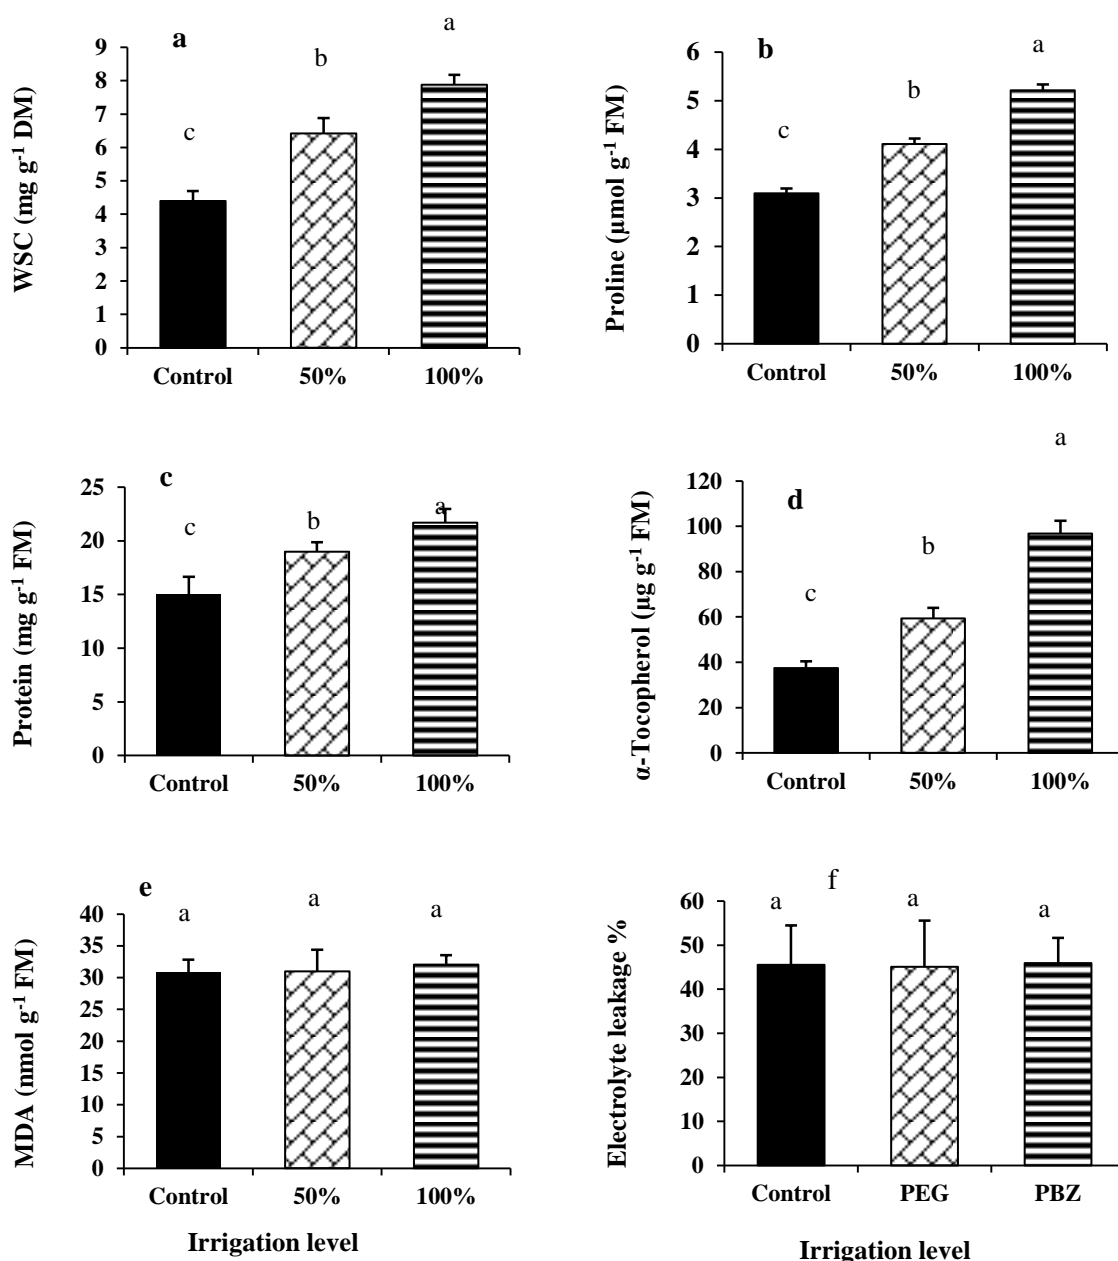 a
a
b
c
WSC (mg g⁻¹ DM)
9
8
7
6
5
4
3
2
1
0
Control 50% 100%
b
a
b
c
Proline (µmol g⁻¹ FM)
6
5
4
3
2
1
0
Control 50% 100%
c
c
b
a
Protein (mg g⁻¹ FM)
25
20
15
10
5
0
Control 50% 100%
d
a
b
c
α-Tocopherol (µg g⁻¹ FM)
120
100
80
60
40
20
0
Control 50% 100%
e
a
a
a
MDA (nmol g⁻¹ FM)
40
35
30
25
20
15
10
5
0
Control 50% 100%
Irrigation level
f
a
a
a
Electrolyte leakage %
60
50
40
30
20
10
0
Control PEG PBZ
Irrigation level